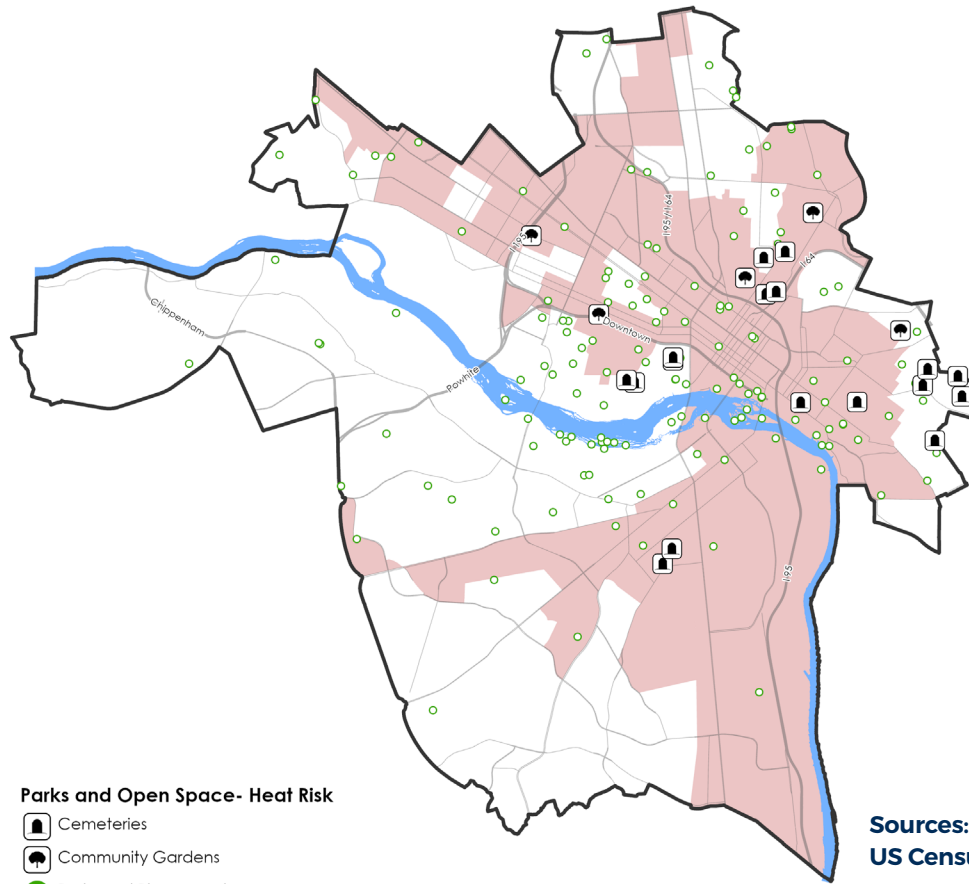 I195/I64
I195
I64
Chippenham
Downtown
Powhite
I95
Parks and Open Space- Heat Risk
Cemeteries
Community Gardens
Sources:
US Censu